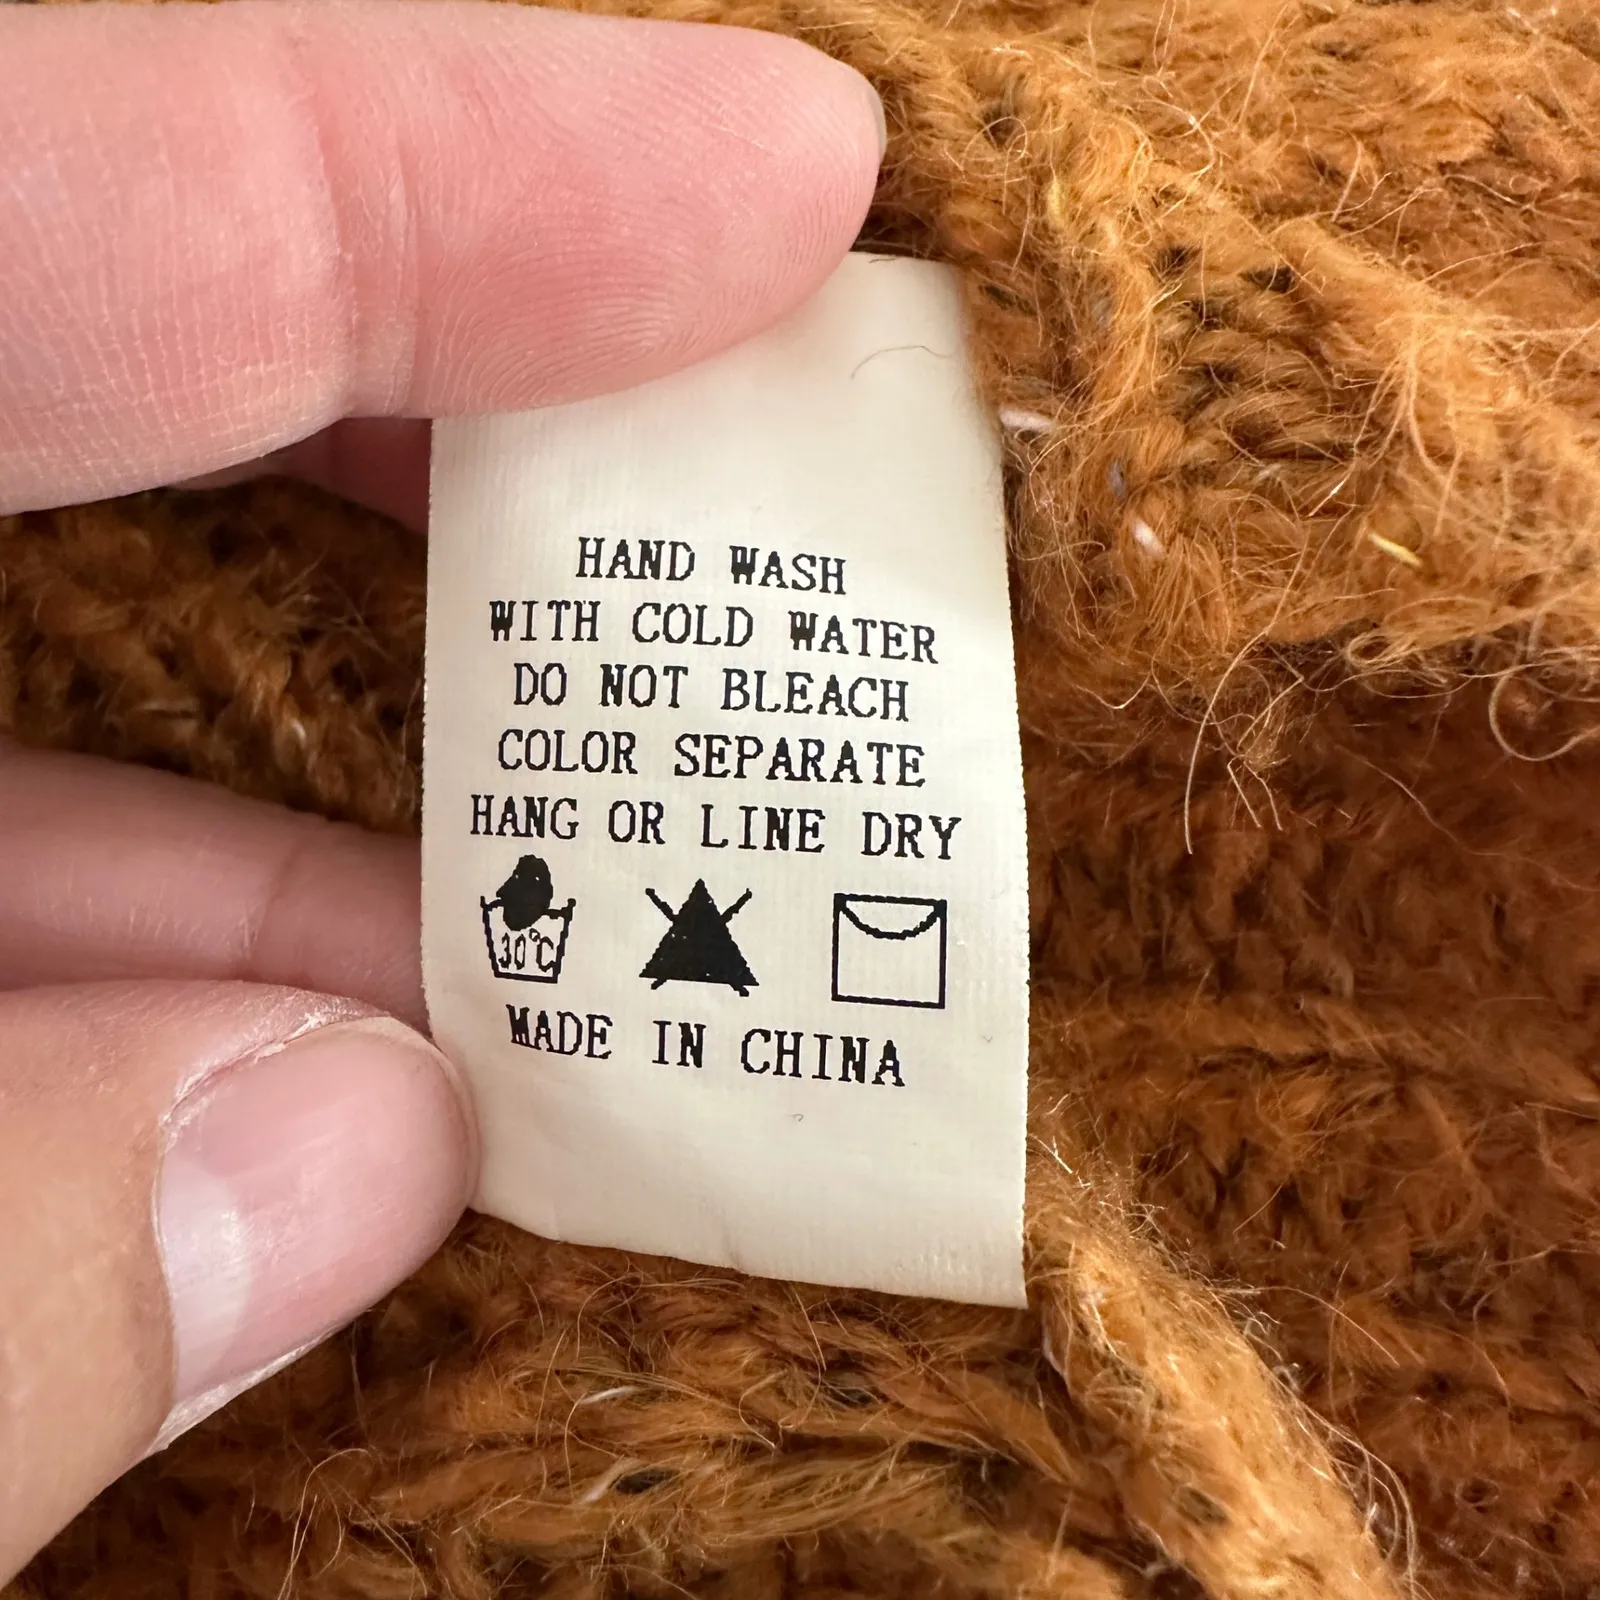 HAND WASH
WITH COLD WATER
DO NOT BLEACH
COLOR SEPARATE
HANG OR LINE DRY
30°C
MADE IN CHINA